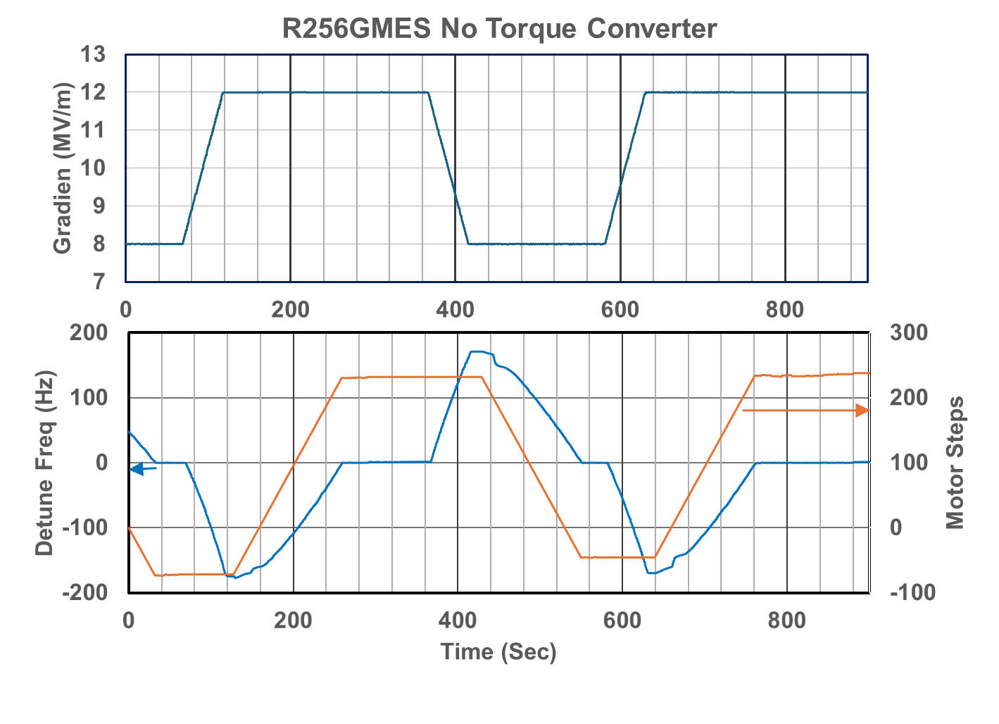 R256GMES No Torque Converter
Gradien (MV/m)
13
12
11
10
9
8
7
0 200 400 600 800
Detune Freq (Hz)
200
100
0
-100
-200
300
200
100
0
-100
Motor Steps
0 200 400 600 800
Time (Sec)